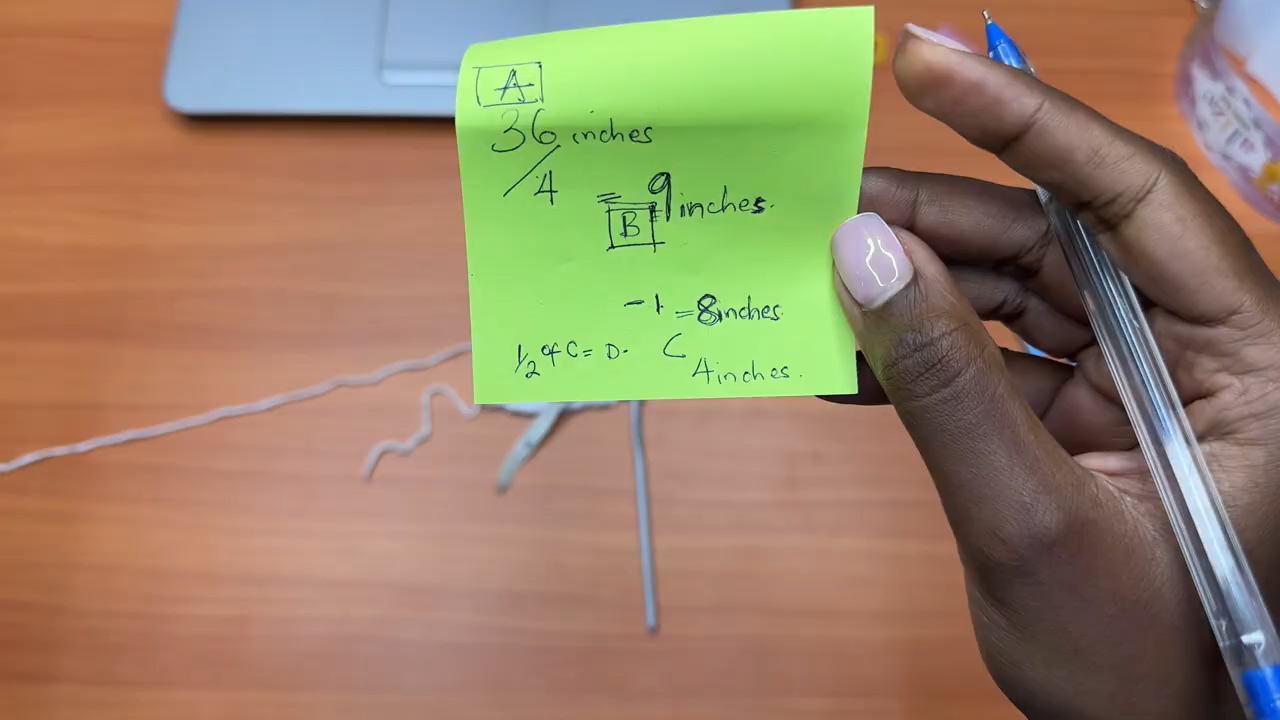 A
36 inches
/4
= 9 inches.
B
-1 = 8 inches.
1/2 of C = D. C
4 inches.